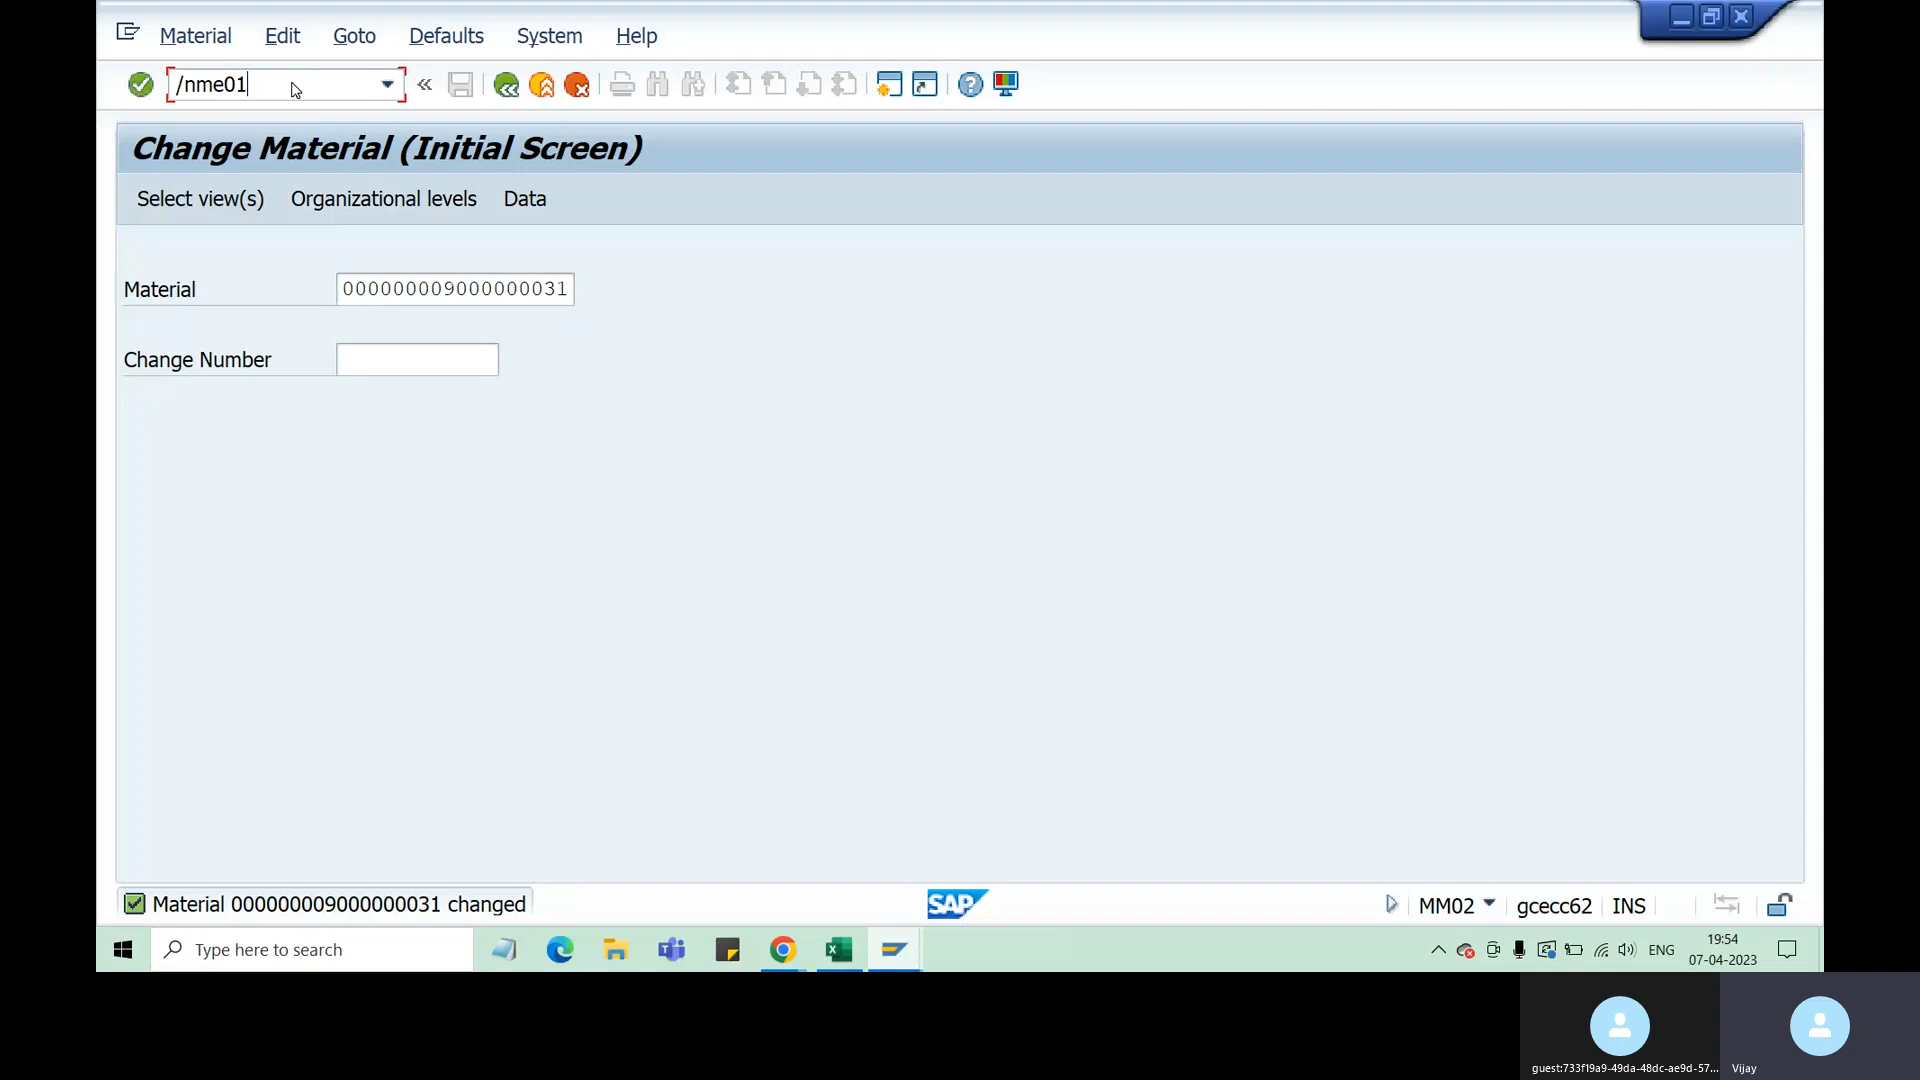 Material Edit Goto Defaults System Help
/nme01
Change Material (Initial Screen)
Select view(s) Organizational levels Data
Material 000000009000000031
Change Number
Material 000000009000000031 changed
SAP
MM02 gcecc62 INS
Type here to search
ENG
19:54
07-04-2023
guest:733f19a9-49da-48dc-ae9d-57...
Vijay